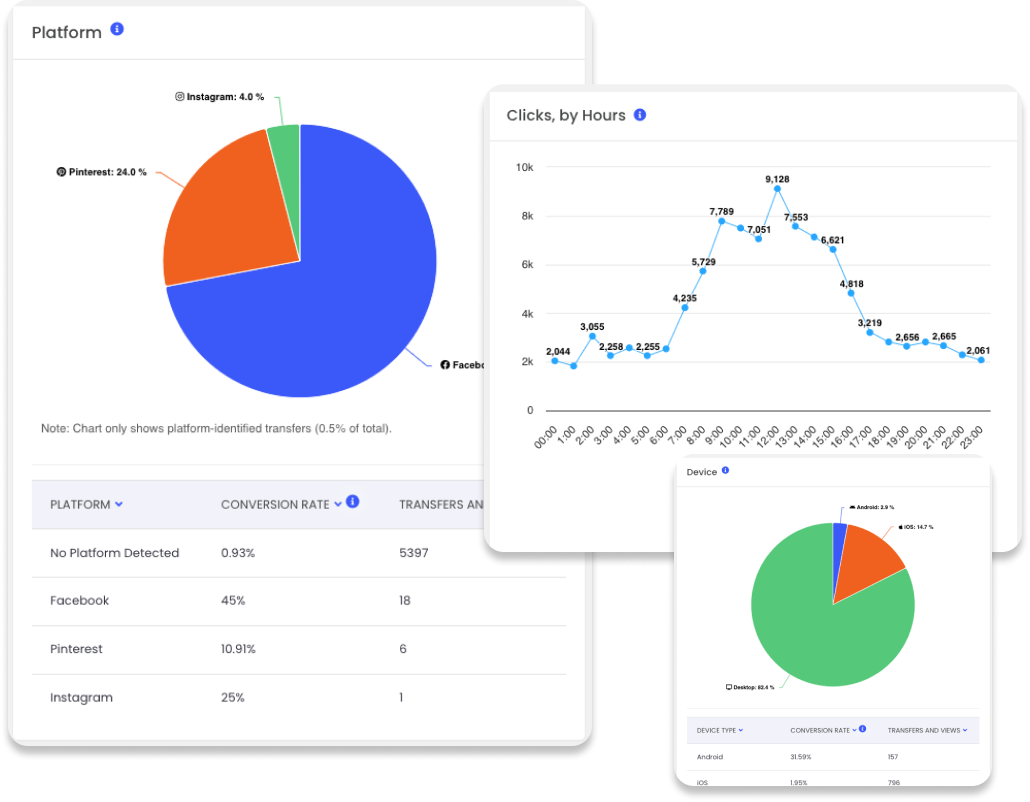 Platform
Instagram: 4.0 %
Pinterest: 24.0 %
Faceb
Note: Chart only shows platform-identified transfers (0.5% of total).
PLATFORM CONVERSION RATE TRANSFERS AN
No Platform Detected 0.93% 5397
Facebook 45% 18
Pinterest 10.91% 6
Instagram 25% 1
Clicks, by Hours
10k
8k
6k
4k
2k
0
2,044
3,055
2,258
2,255
4,235
5,729
7,789
7,051
9,128
7,553
6,621
4,818
3,219
2,656
2,665
2,061
00:00 1:00 2:00 3:00 4:00 5:00 6:00 7:00 8:00 9:00 10:00 11:00 12:00 13:00 14:00 15:00 16:00 17:00 18:00 19:00 20:00 21:00 22:00 23:00
Device
Android: 2.9 %
iOS: 14.7 %
Desktop: 82.4 %
DEVICE TYPE CONVERSION RATE TRANSFERS AND VIEWS
Android 31.59% 157
iOS 1.95% 796